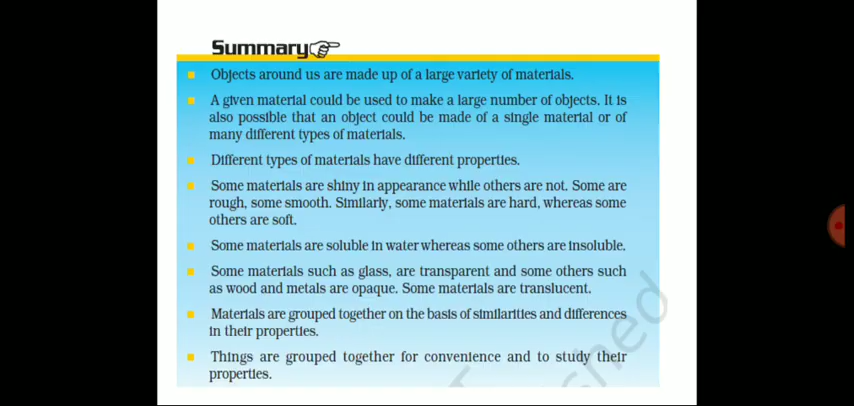 Summary
Objects around us are made up of a large variety of materials.
A given material could be used to make a large number of objects. It is
also possible that an object could be made of a single material or of
many different types of materials.
Different types of materials have different properties.
Some materials are shiny in appearance while others are not. Some are
rough, some smooth. Similarly, some materials are hard, whereas some
others are soft.
Some materials are soluble in water whereas some others are insoluble.
Some materials such as glass, are transparent and some others such
as wood and metals are opaque. Some materials are translucent.
Materials are grouped together on the basis of similarities and differences
in their properties.
Things are grouped together for convenience and to study their
properties.